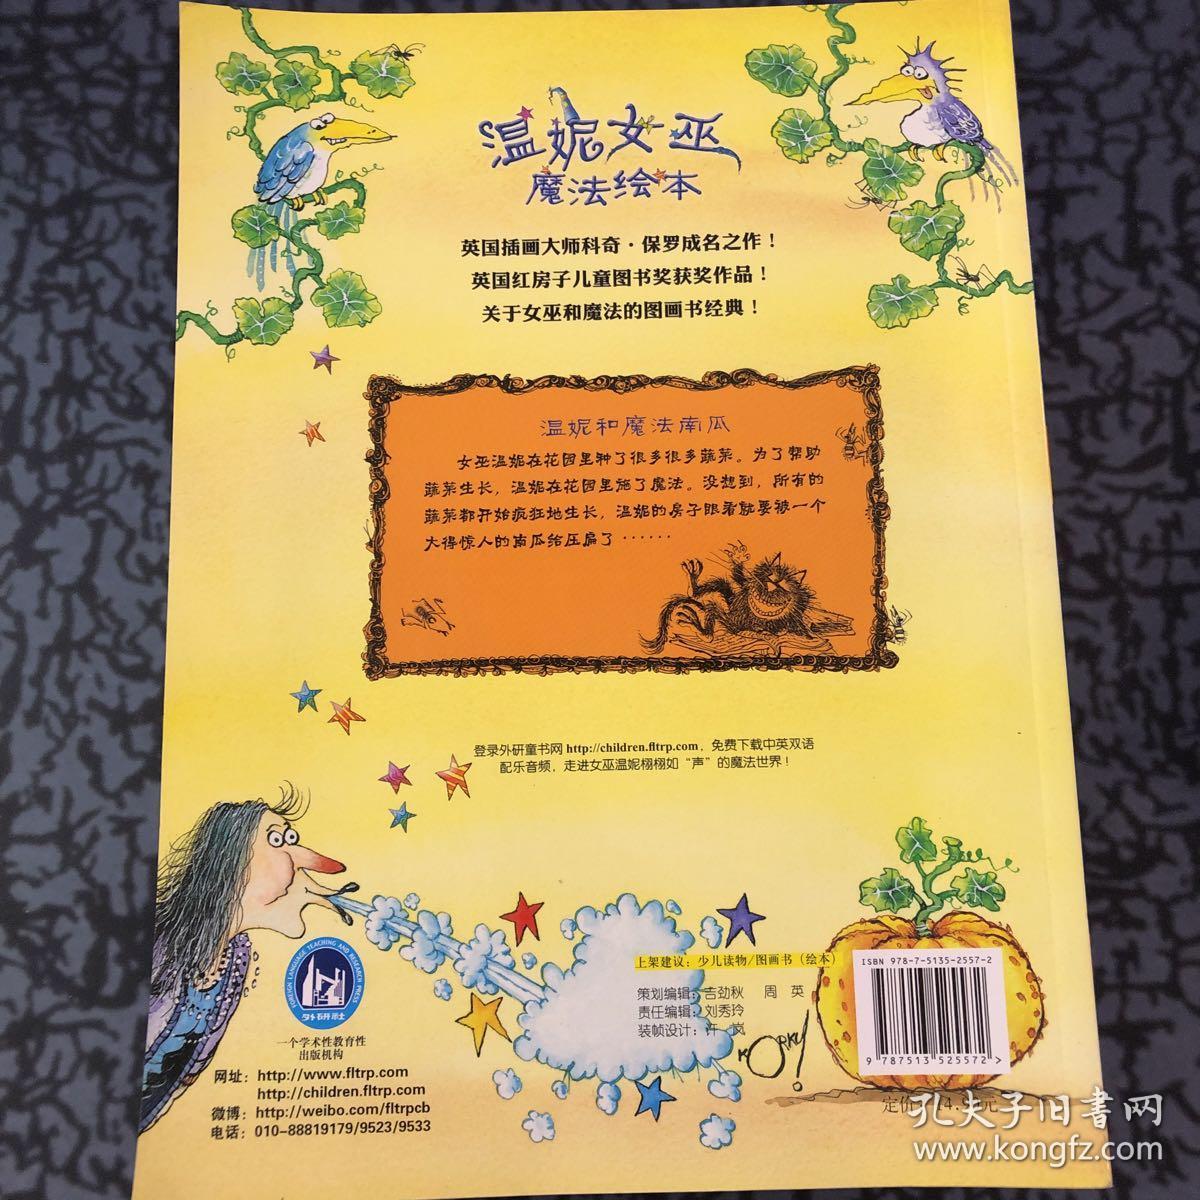 温妮女巫
魔法绘本
英国插画大师科奇·保罗成名之作！
英国红房子儿童图书奖获奖作品！
关于女巫和魔法的图画书经典！
温妮和魔法南瓜
女巫温妮在花园里种了很多很多蔬菜。为了帮助
蔬菜生长，温妮在花园里施了魔法。没想到，所有的
蔬菜都开始疯狂地生长，温妮的房子眼看就要被一个
大得惊人的南瓜给压扁了……
登录外研童书网 http://children.fltrp.com，免费下载中英双语
配乐音频，走进女巫温妮栩栩如“声”的魔法世界！
FOREIGN LANGUAGE TEACHING AND RESEARCH PRESS
外研社
一个学术性教育性
出版机构
网址：http://www.fltrp.com
http://children.fltrp.com
微博：http://weibo.com/fltrpcb
电话：010-88819179/9523/9533
上架建议：少儿读物/图画书（绘本）
策划编辑：吉劲秋 周 英
责任编辑：刘秀玲
装帧设计：许 岚
KORKY!
ISBN 978-7-5135-2557-2
9 787513 525572 >
定价
元
孔夫子旧书网
www.kongfz.com